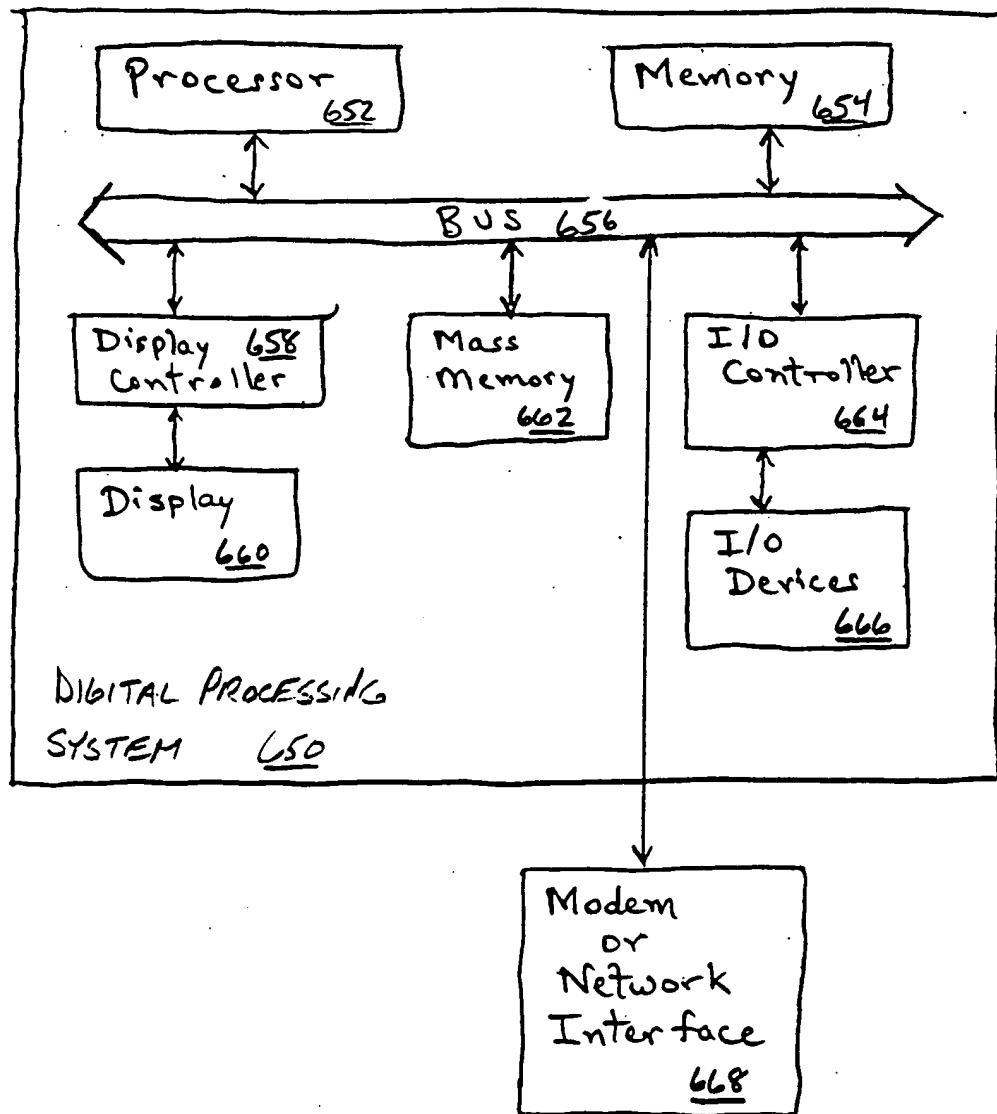 Processor
652
Memory
654
BUS 656
Display 658
Controller
Mass
Memory
662
I/O
Controller
664
Display
660
I/O
Devices
666
DIGITAL PROCESSING
SYSTEM 650
Modem
or
Network
Interface
668